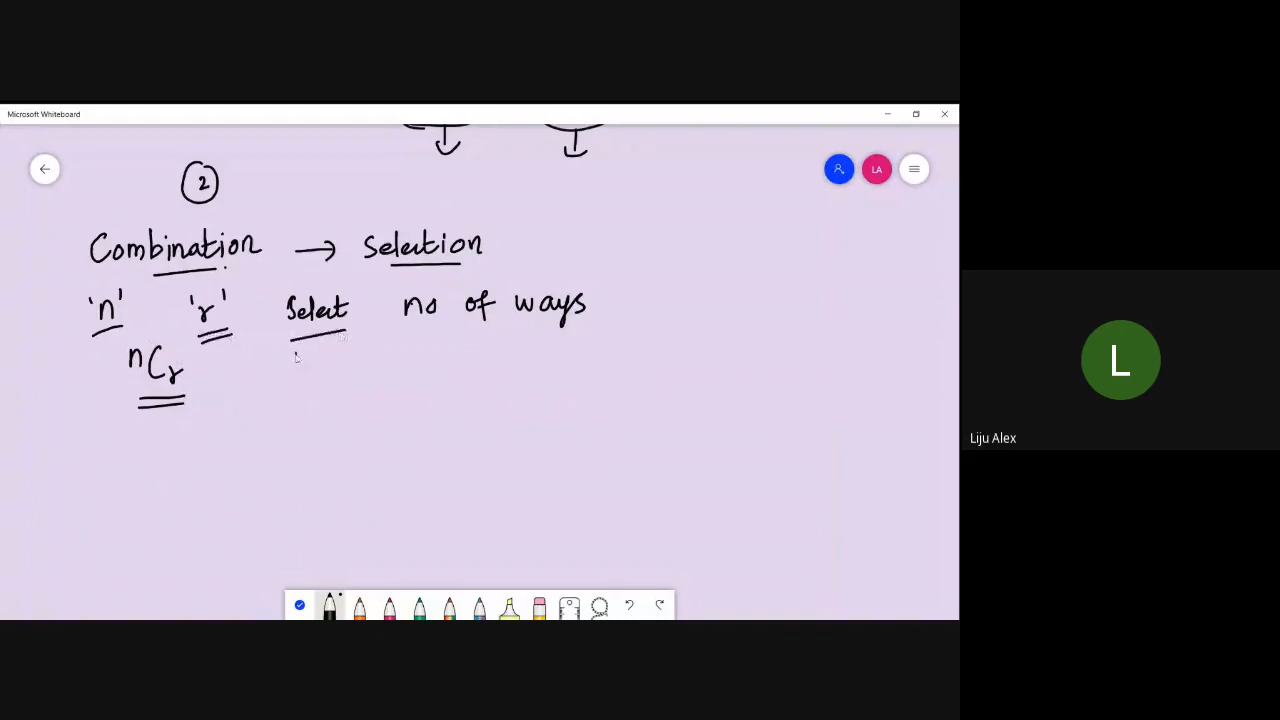 Microsoft Whiteboard
LA
2
Combination → Selection
'n' 'r' Select no of ways
nCr
L
Liju Alex